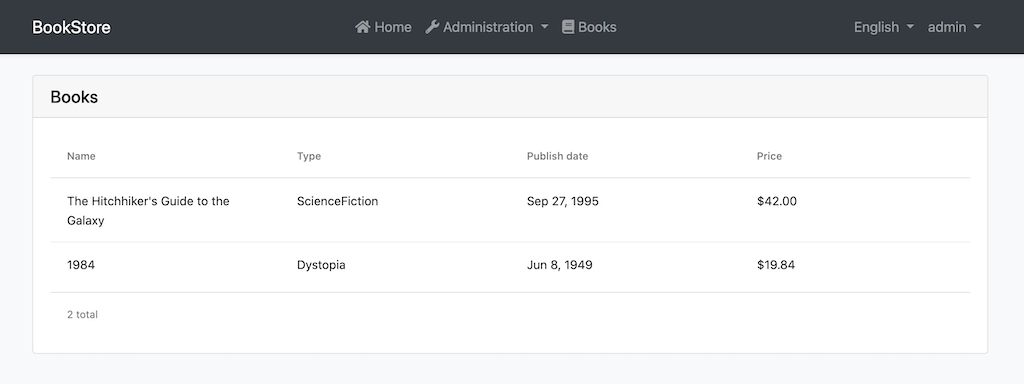 BookStore Home Administration Books English admin
Books
Name Type Publish date Price
The Hitchhiker's Guide to the ScienceFiction Sep 27, 1995 $42.00
Galaxy
1984 Dystopia Jun 8, 1949 $19.84
2 total